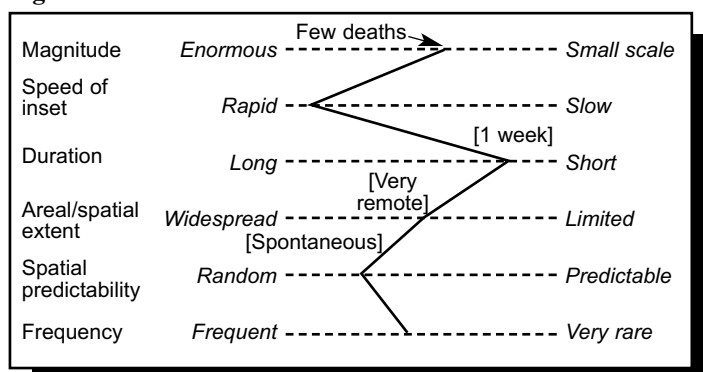 Few deaths
Magnitude Enormous Small scale
Speed of
inset Rapid Slow
[1 week]
Duration Long Short
[Very
remote]
Areal/spatial
extent Widespread Limited
[Spontaneous]
Spatial
predictability Random Predictable
Frequency Frequent Very rare